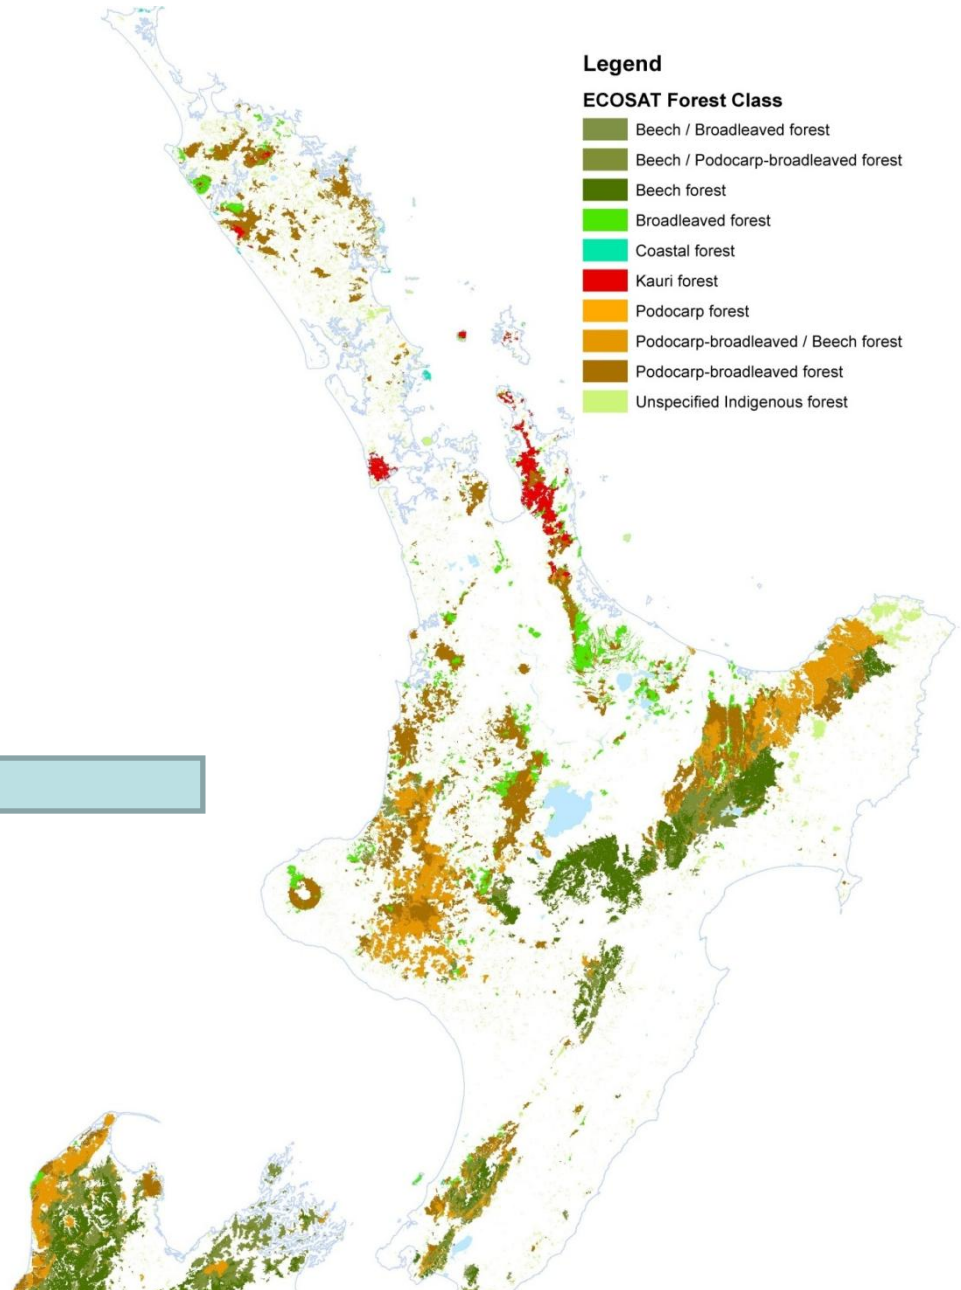 Legend
ECOSAT Forest Class
Beech / Broadleaved forest
Beech / Podocarp-broadleaved forest
Beech forest
Broadleaved forest
Coastal forest
Kauri forest
Podocarp forest
Podocarp-broadleaved / Beech forest
Podocarp-broadleaved forest
Unspecified Indigenous forest